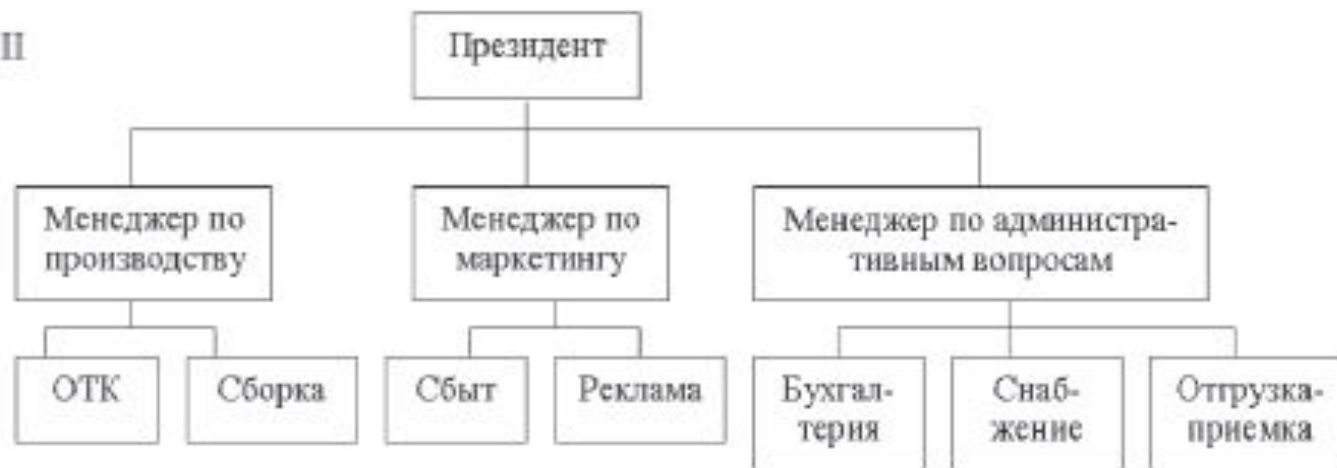 II
Президент
Менеджер по
производству
Менеджер по
маркетингу
Менеджер по администра-
тивным вопросам
ОТК
Сборка
Сбыт
Реклама
Бухгал-
терия
Снаб-
жение
Отгрузка-
приемка